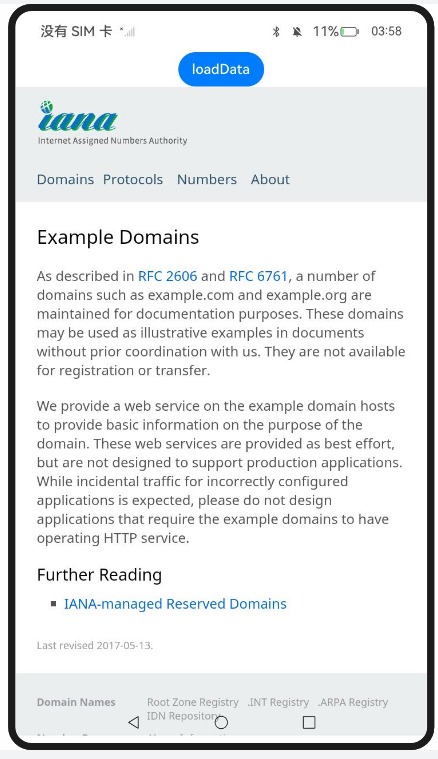 没有 SIM 卡 11% 03:58
loadData
iana
Internet Assigned Numbers Authority
Domains Protocols Numbers About
Example Domains
As described in RFC 2606 and RFC 6761, a number of
domains such as example.com and example.org are
maintained for documentation purposes. These domains
may be used as illustrative examples in documents
without prior coordination with us. They are not available
for registration or transfer.
We provide a web service on the example domain hosts
to provide basic information on the purpose of the
domain. These web services are provided as best effort,
but are not designed to support production applications.
While incidental traffic for incorrectly configured
applications is expected, please do not design
applications that require the example domains to have
operating HTTP service.
Further Reading
IANA-managed Reserved Domains
Last revised 2017-05-13.
Domain Names Root Zone Registry .INT Registry .ARPA Registry
IDN Repository